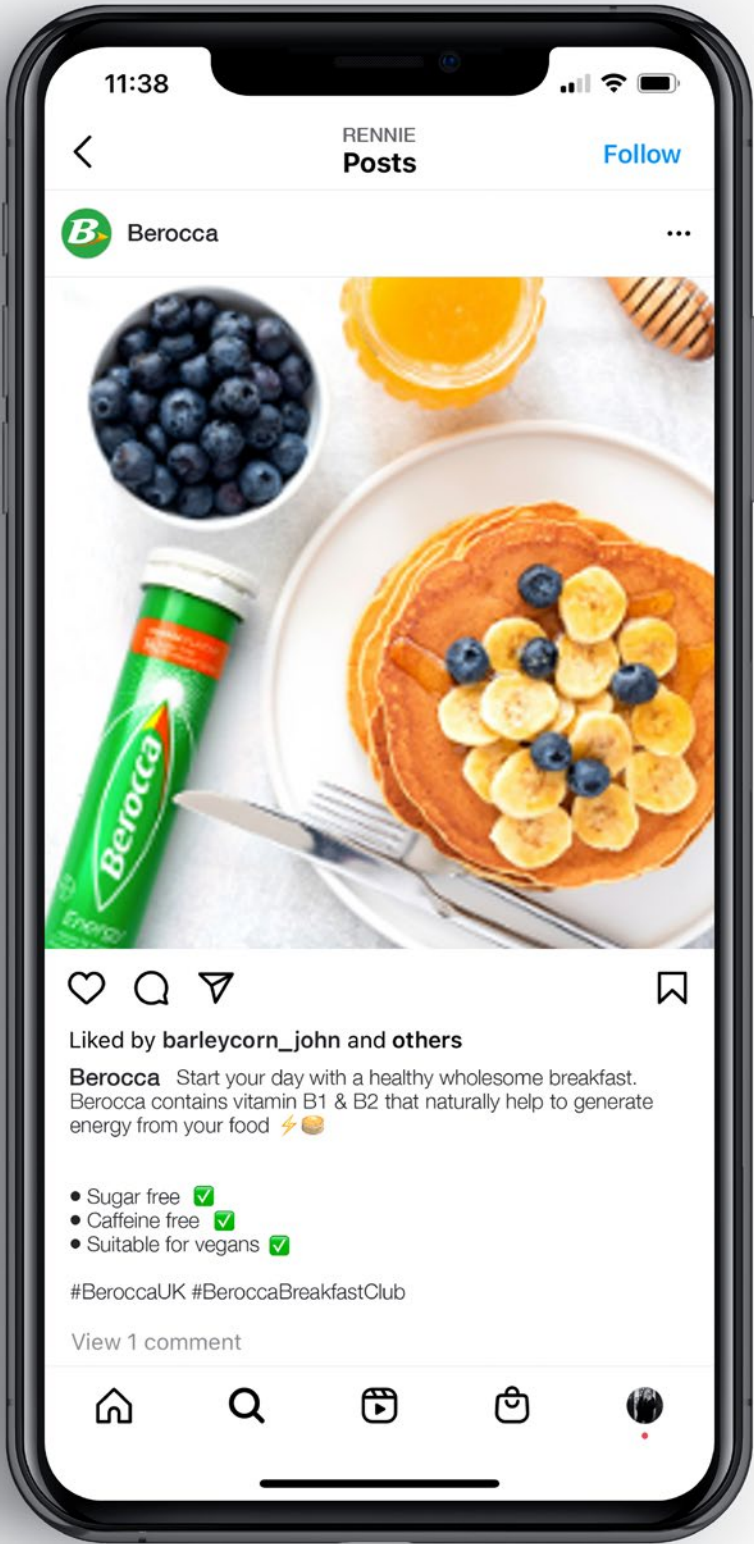 11:38
RENNIE
Posts
Follow
B
Berocca
Berocca
Energy
Liked by barleycorn_john and others
Berocca Start your day with a healthy wholesome breakfast.
Berocca contains vitamin B1 & B2 that naturally help to generate
energy from your food ⚡🥞
• Sugar free ✅
• Caffeine free ✅
• Suitable for vegans ✅
#BeroccaUK #BeroccaBreakfastClub
View 1 comment